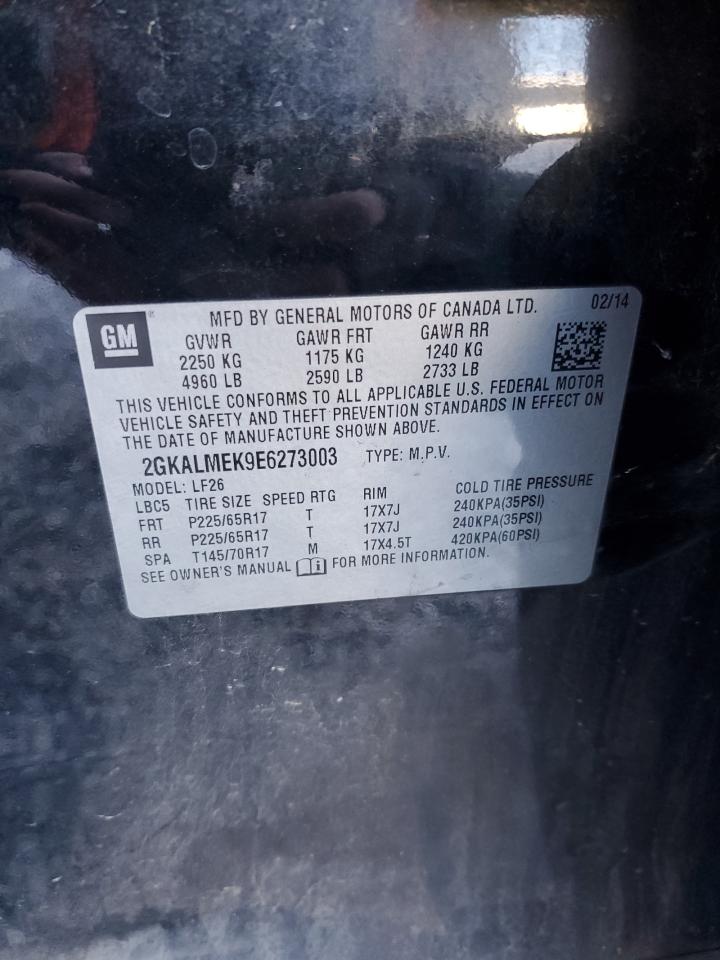 GM MFD BY GENERAL MOTORS OF CANADA LTD. 02/14
GVWR GAWR FRT GAWR RR
2250 KG 1175 KG 1240 KG
4960 LB 2590 LB 2733 LB
THIS VEHICLE CONFORMS TO ALL APPLICABLE U.S. FEDERAL MOTOR
VEHICLE SAFETY AND THEFT PREVENTION STANDARDS IN EFFECT ON
THE DATE OF MANUFACTURE SHOWN ABOVE.
2GKALMEK9E6273003 TYPE: M.P.V.
MODEL: LF26
LBC5 TIRE SIZE SPEED RTG RIM COLD TIRE PRESSURE
FRT P225/65R17 T 17X7J 240KPA(35PSI)
RR P225/65R17 T 17X7J 240KPA(35PSI)
SPA T145/70R17 M 17X4.5T 420KPA(60PSI)
SEE OWNER'S MANUAL i FOR MORE INFORMATION.